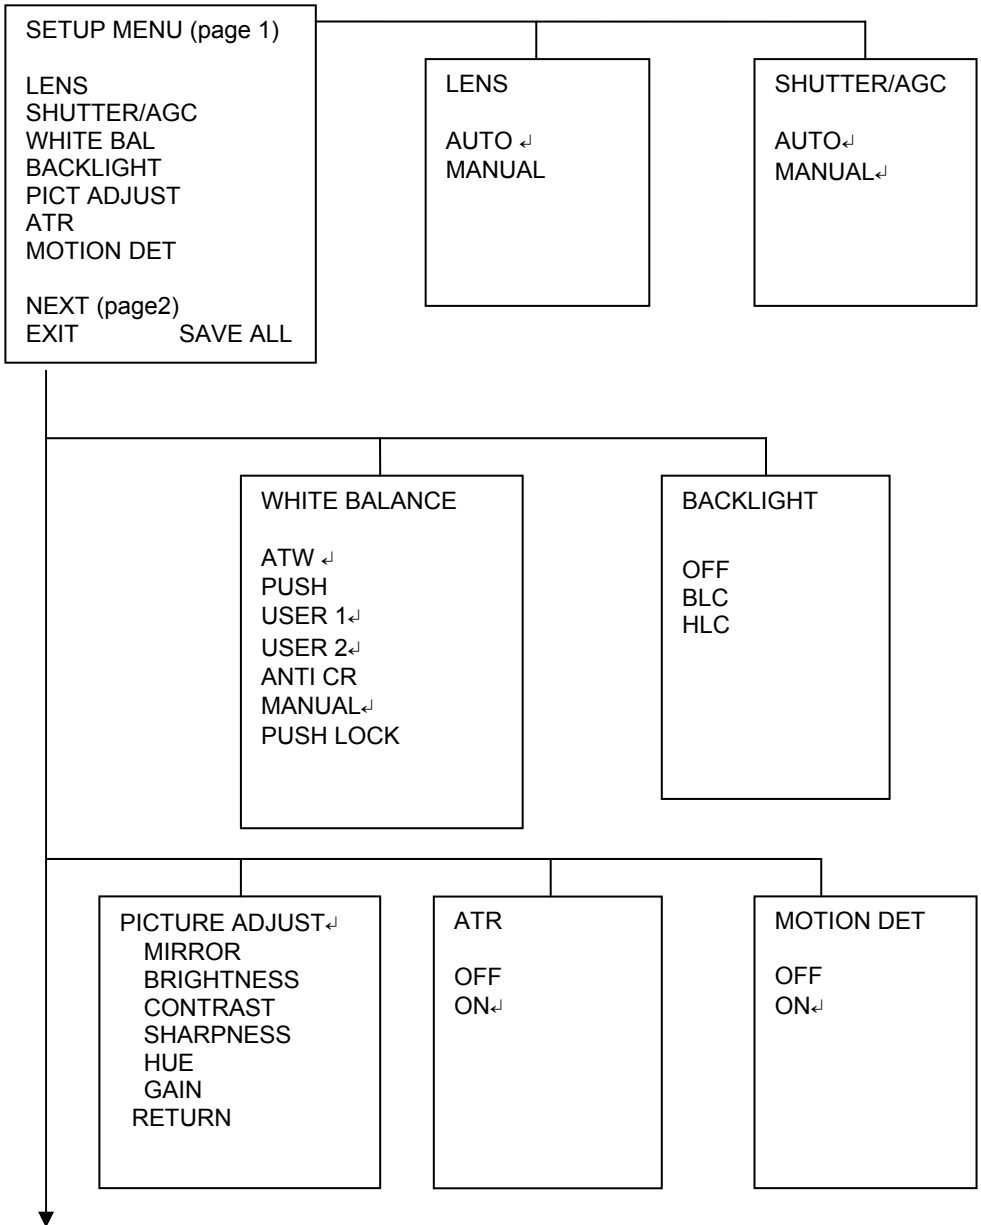 SETUP MENU (page 1)
LENS
SHUTTER/AGC
WHITE BAL
BACKLIGHT
PICT ADJUST
ATR
MOTION DET
NEXT (page2)
EXIT SAVE ALL
LENS
AUTO ↲
MANUAL
SHUTTER/AGC
AUTO↲
MANUAL↲
WHITE BALANCE
ATW ↲
PUSH
USER 1↲
USER 2↲
ANTI CR
MANUAL↲
PUSH LOCK
BACKLIGHT
OFF
BLC
HLC
PICTURE ADJUST↲
MIRROR
BRIGHTNESS
CONTRAST
SHARPNESS
HUE
GAIN
RETURN
ATR
OFF
ON↲
MOTION DET
OFF
ON↲